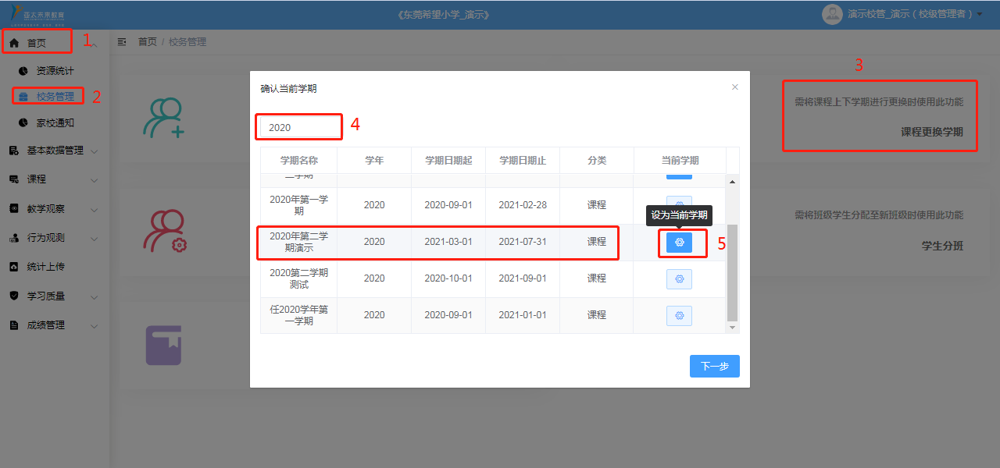 亚太未来教育
《东莞希望小学_演示》
演示校管_演示（校级管理者）
首页
1
首页 / 校务管理
资源统计
校务管理
2
家校通知
基本数据管理
课程
教学观察
行为观测
统计上传
学习质量
成绩管理
3
需将课程上下学期进行更换时使用此功能
课程更换学期
需将班级学生分配至新班级时使用此功能
学生分班
确认当前学期
×
2020
4
学期名称 学年 学期日期起 学期日期止 分类 当前学期
二学期
2020年第一学
期
2020 2020-09-01 2021-02-28 课程
设为当前学期
2020年第二学
期演示
2020 2021-03-01 2021-07-31 课程
5
2020第二学期
测试
2020 2020-10-01 2021-09-01 课程
任2020学年第
一学期
2020 2020-09-01 2021-01-01 课程
下一步